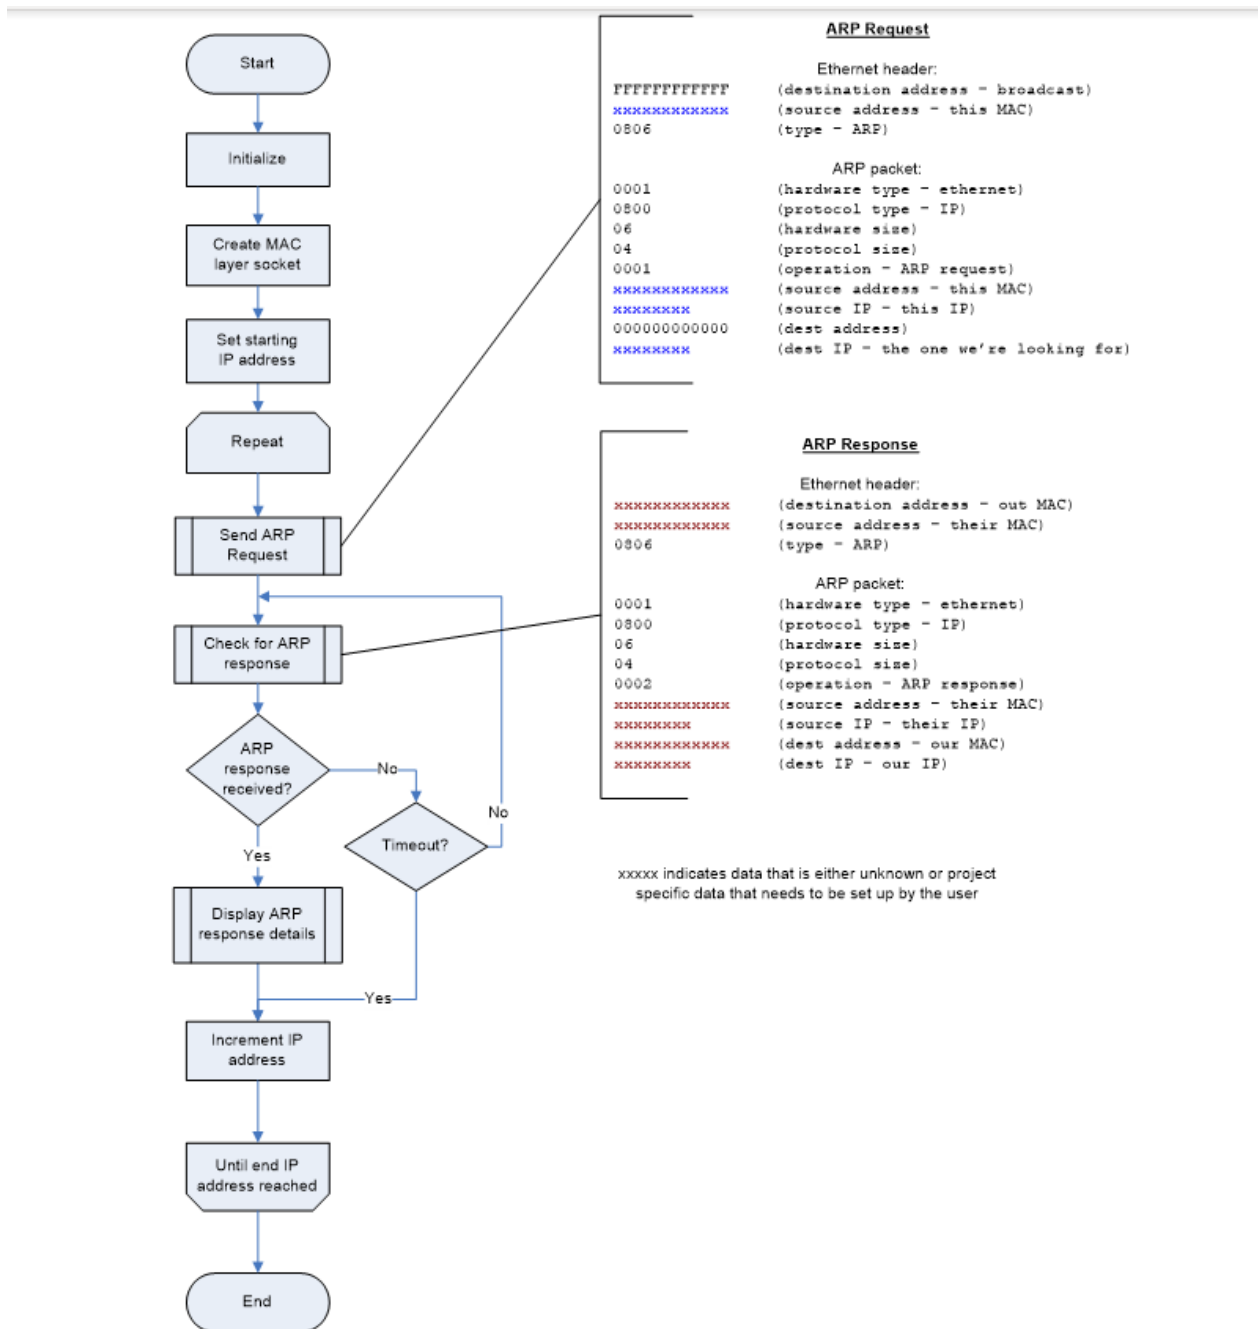 Start
Initialize
Create MAC
layer socket
Set starting
IP address
Repeat
Send ARP
Request
Check for ARP
response
ARP
response
received?
No
Timeout?
No
Yes
Display ARP
response details
Yes
Increment IP
address
Until end IP
address reached
End
ARP Request
Ethernet header:
FFFFFFFFFFFF (destination address - broadcast)
xxxxxxxxxxxx (source address - this MAC)
0806 (type - ARP)
ARP packet:
0001 (hardware type - ethernet)
0800 (protocol type - IP)
06 (hardware size)
04 (protocol size)
0001 (operation - ARP request)
xxxxxxxxxxxx (source address - this MAC)
xxxxxxxx (source IP - this IP)
000000000000 (dest address)
xxxxxxxx (dest IP - the one we're looking for)
ARP Response
Ethernet header:
xxxxxxxxxxxx (destination address - out MAC)
xxxxxxxxxxxx (source address - their MAC)
0806 (type - ARP)
ARP packet:
0001 (hardware type - ethernet)
0800 (protocol type - IP)
06 (hardware size)
04 (protocol size)
0002 (operation - ARP response)
xxxxxxxxxxxx (source address - their MAC)
xxxxxxxx (source IP - their IP)
xxxxxxxxxxxx (dest address - our MAC)
xxxxxxxx (dest IP - our IP)
xxxxx indicates data that is either unknown or project
specific data that needs to be set up by the user